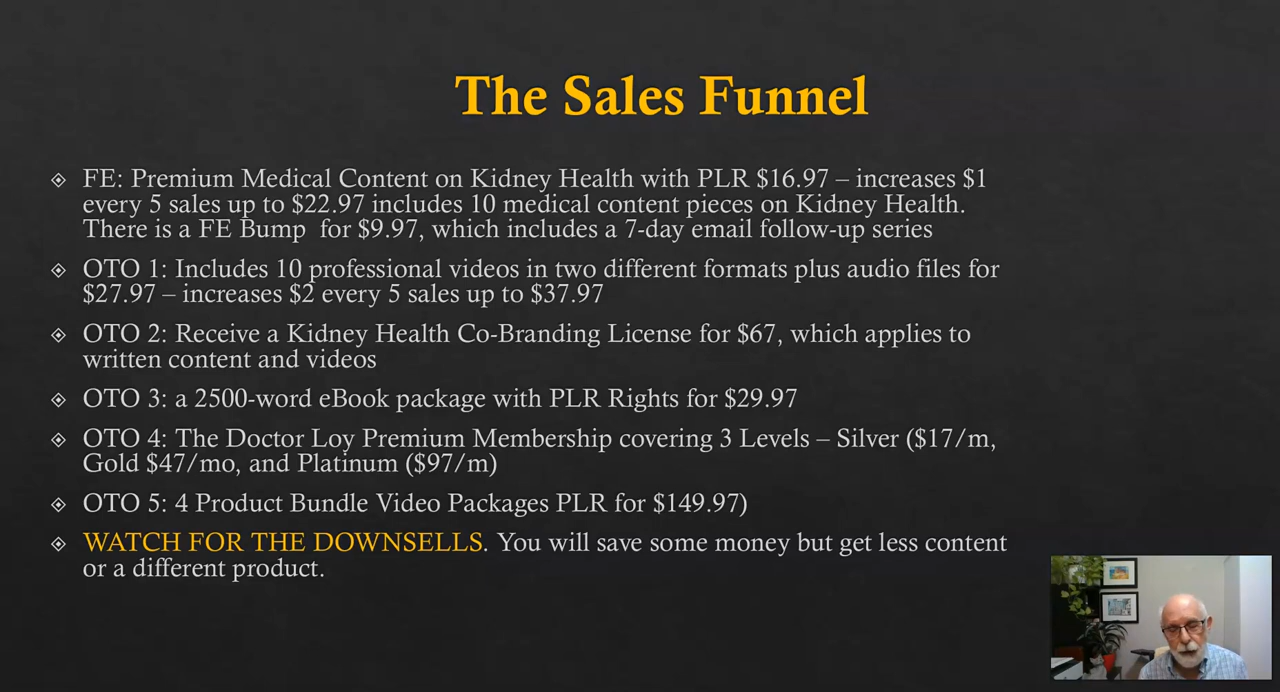 The Sales Funnel
FE: Premium Medical Content on Kidney Health with PLR $16.97 – increases $1
every 5 sales up to $22.97 includes 10 medical content pieces on Kidney Health.
There is a FE Bump for $9.97, which includes a 7-day email follow-up series
OTO 1: Includes 10 professional videos in two different formats plus audio files for
$27.97 – increases $2 every 5 sales up to $37.97
OTO 2: Receive a Kidney Health Co-Branding License for $67, which applies to
written content and videos
OTO 3: a 2500-word eBook package with PLR Rights for $29.97
OTO 4: The Doctor Loy Premium Membership covering 3 Levels – Silver ($17/m,
Gold $47/mo, and Platinum ($97/m)
OTO 5: 4 Product Bundle Video Packages PLR for $149.97)
WATCH FOR THE DOWNSELLS. You will save some money but get less content
or a different product.